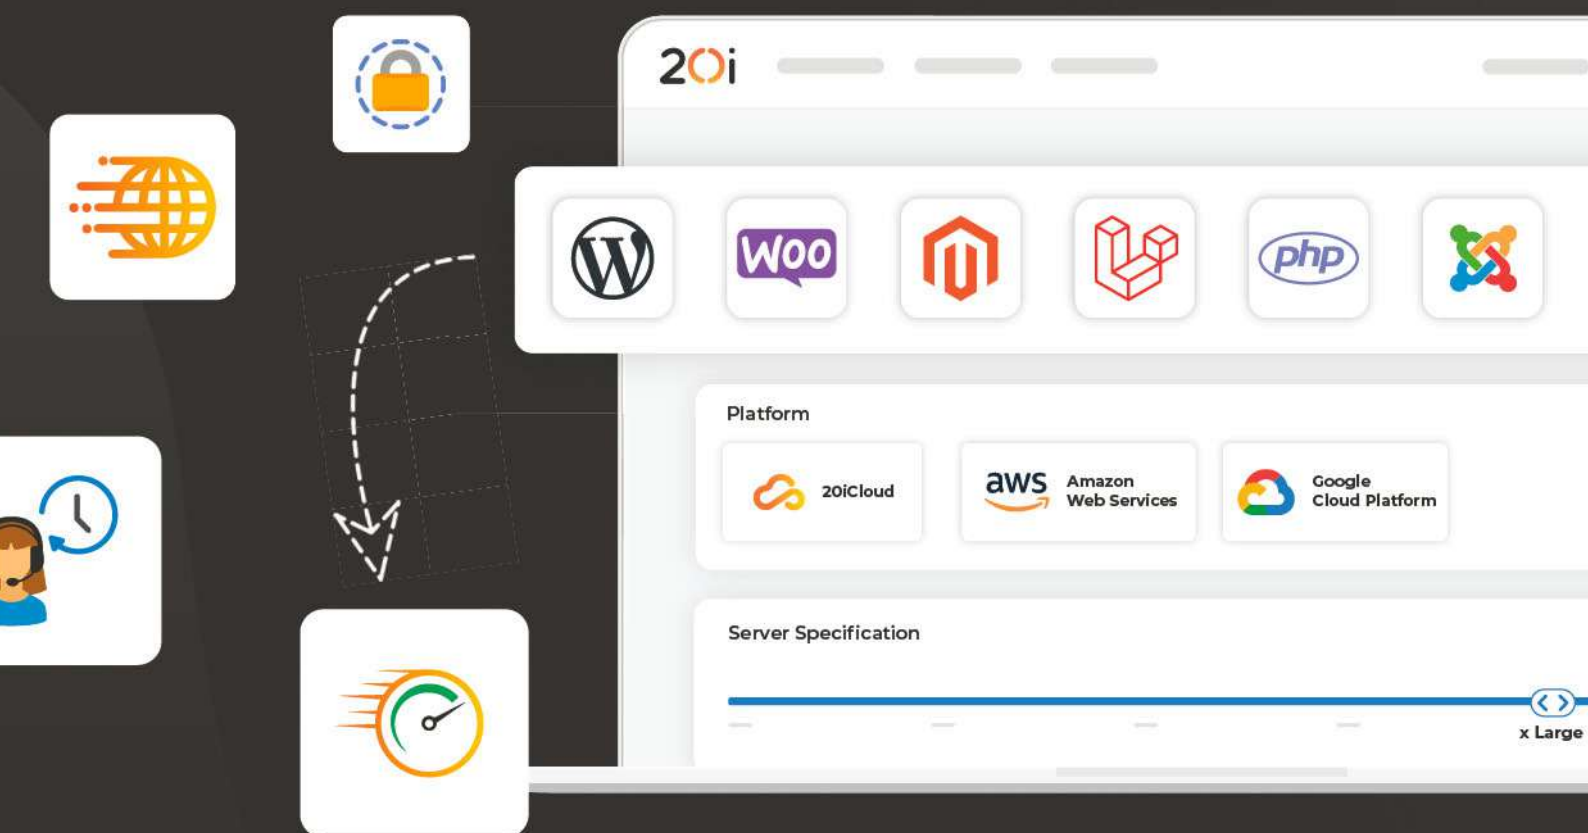 20i
WOO
php
Platform
20iCloud
aws
Amazon
Web Services
Google
Cloud Platform
Server Specification
x Large